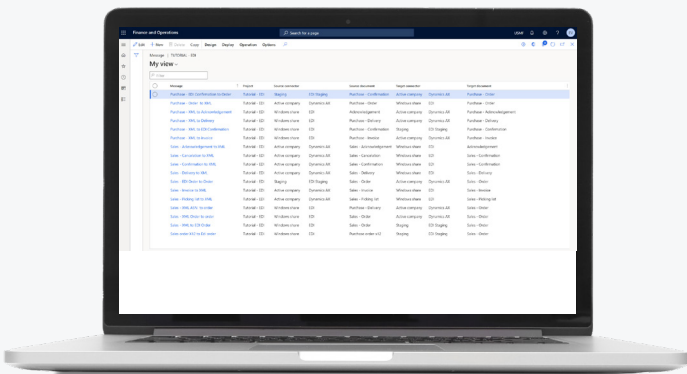 Finance and Operations Search for a page USMF ?
Edit New Delete Copy Design Deploy Operation Options
Message | TUTORIAL - EDI
My view
Filter
Message Project Source connector Source document Target connector Target document
Purchase - EDI Confirmation to Order Tutorial - EDI Staging EDI Staging Purchase - Confirmation Active company Dynamics AX Purchase - Order
Purchase - Order to XML Tutorial - EDI Active company Dynamics AX Purchase - Order Windows share EDI Purchase - Order
Purchase - XML to Acknowledgement Tutorial - EDI Windows share EDI Acknowledgement Active company Dynamics AX Purchase - Acknowledgement
Purchase - XML to Delivery Tutorial - EDI Windows share EDI Purchase - Delivery Active company Dynamics AX Purchase - Delivery
Purchase - XML to EDI Confirmation Tutorial - EDI Windows share EDI Purchase - Confirmation Staging EDI Staging Purchase - Confirmation
Purchase - XML to Invoice Tutorial - EDI Windows share EDI Purchase - Invoice Active company Dynamics AX Purchase - Invoice
Sales - Acknowledgement to XML Tutorial - EDI Active company Dynamics AX Sales - Acknowledgement Windows share EDI Acknowledgement
Sales - Cancelation to XML Tutorial - EDI Active company Dynamics AX Sales - Cancelation Windows share EDI Sales - Confirmation
Sales - Confirmation to XML Tutorial - EDI Active company Dynamics AX Sales - Confirmation Windows share EDI Sales - Confirmation
Sales - Delivery to XML Tutorial - EDI Active company Dynamics AX Sales - Delivery Windows share EDI Sales - Delivery
Sales - EDI Order to Order Tutorial - EDI Staging EDI Staging Sales - Order Active company Dynamics AX Sales - Order
Sales - Invoice to XML Tutorial - EDI Active company Dynamics AX Sales - Invoice Windows share EDI Sales - Invoice
Sales - Picking list to XML Tutorial - EDI Active company Dynamics AX Sales - Picking list Windows share EDI Sales - Picking list
Sales - XML ASN to order Tutorial - EDI Windows share EDI Purchase - Delivery Active company Dynamics AX Sales - Order
Sales - XML Order to order Tutorial - EDI Windows share EDI Sales - Order Active company Dynamics AX Sales - Order
Sales - XML to EDI Order Tutorial - EDI Windows share EDI Sales - Order Staging EDI Staging Sales - Order
Tutorial - EDI Windows share EDI Staging EDI Staging Sales - Order